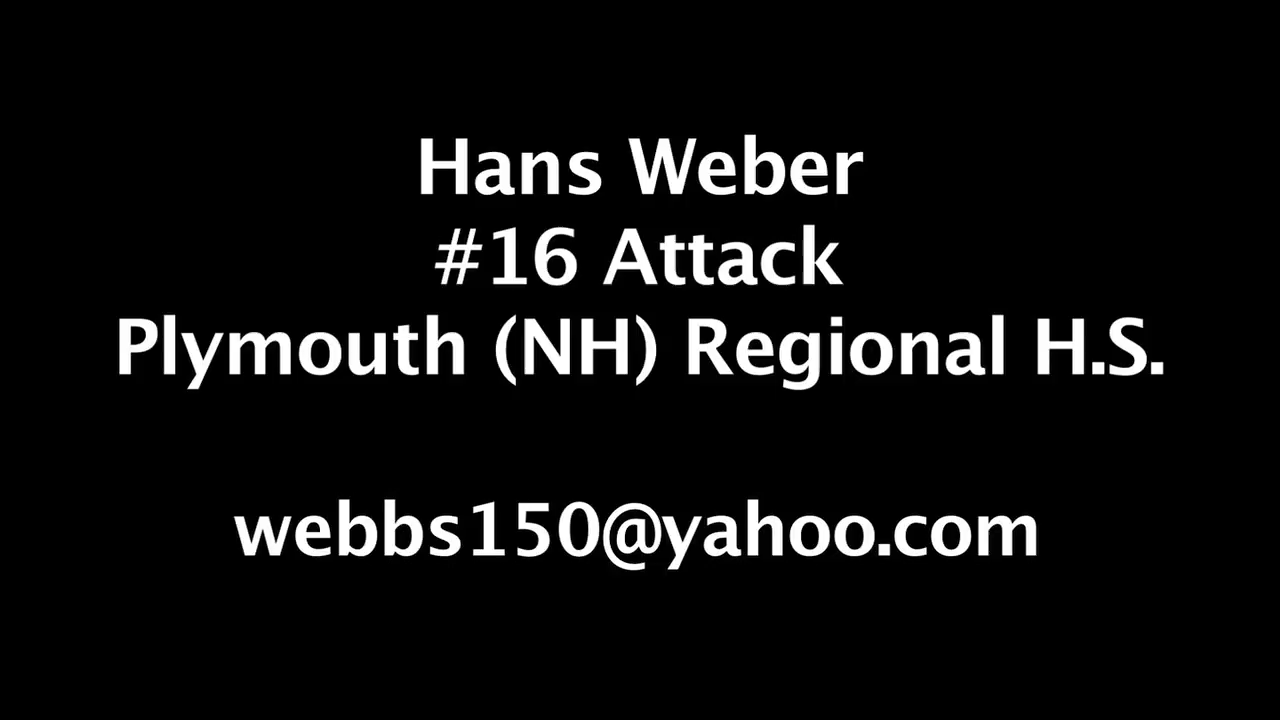 Hans Weber
#16 Attack
Plymouth (NH) Regional H.S.
webbs150@yahoo.com